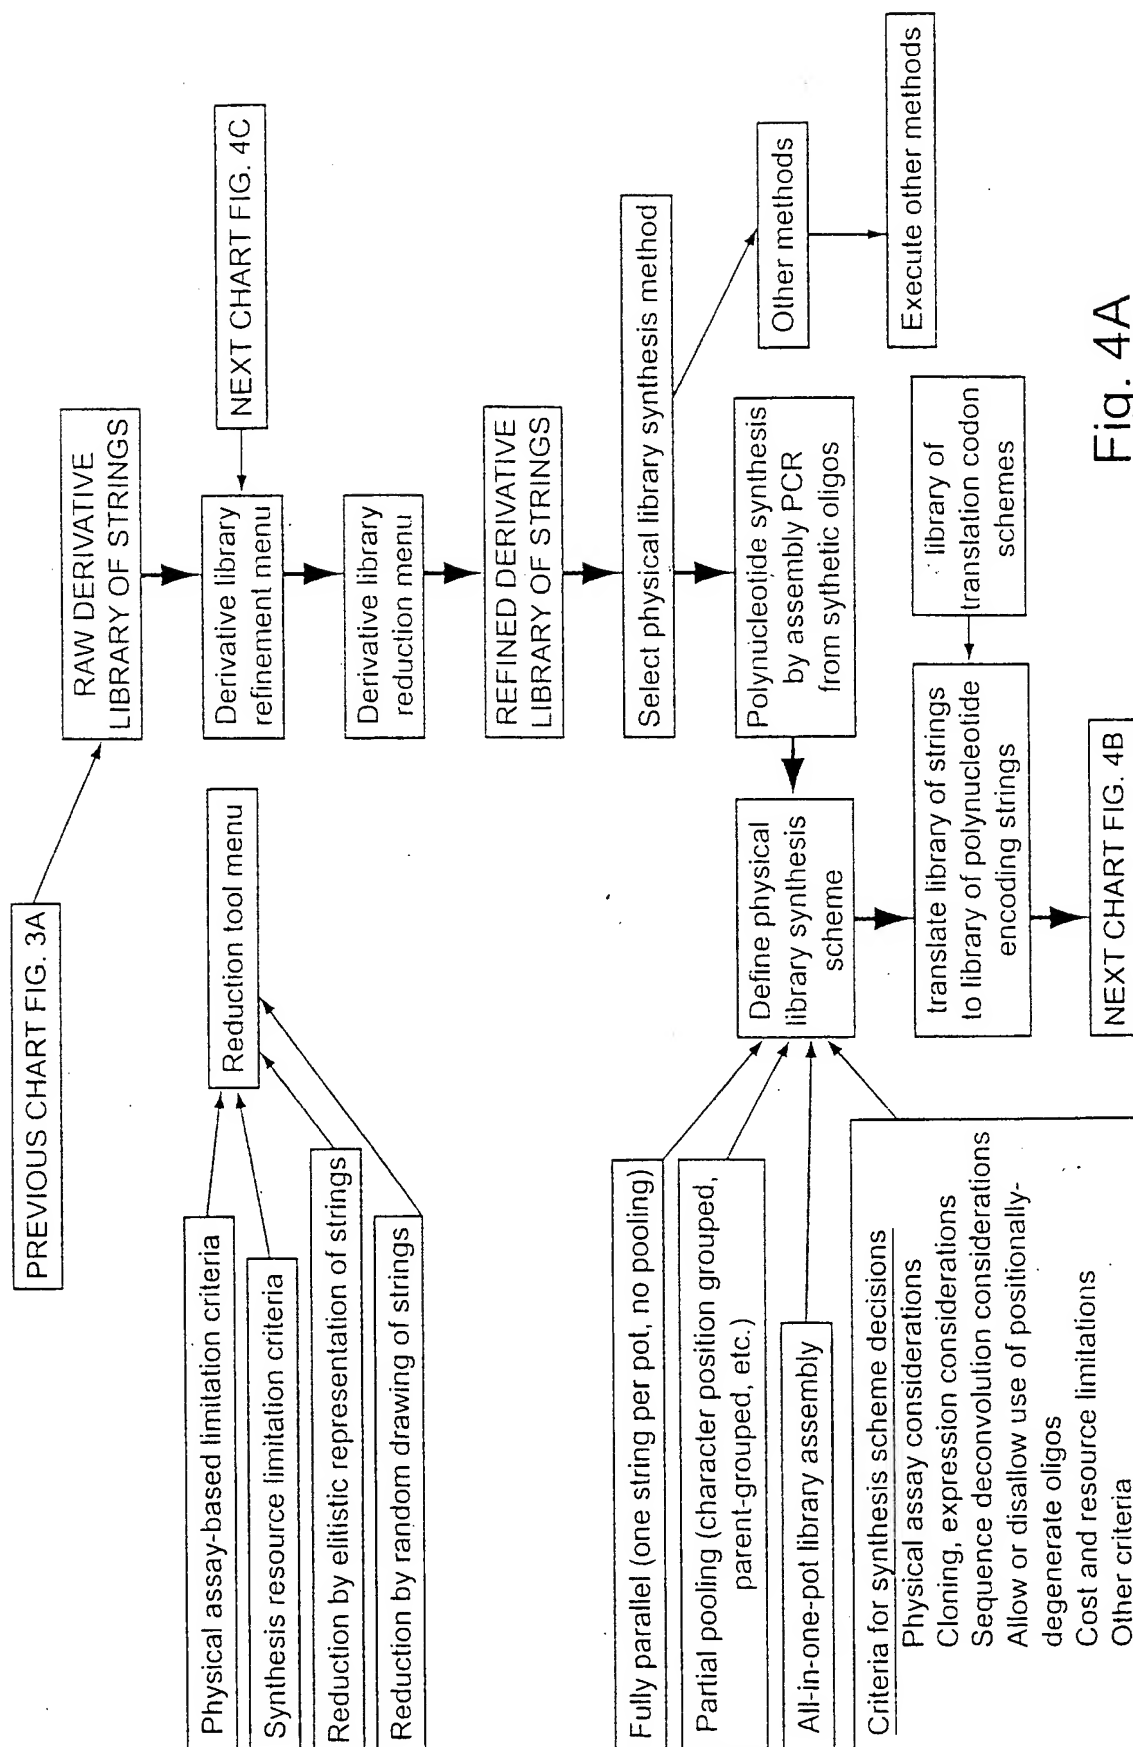 PREVIOUS CHART FIG. 3A
RAW DERIVATIVE
LIBRARY OF STRINGS
NEXT CHART FIG. 4C
Derivative library
refinement menu
Reduction tool menu
Physical assay-based limitation criteria
Synthesis resource limitation criteria
Reduction by elitistic representation of strings
Reduction by random drawing of strings
Derivative library
reduction menu
REFINED DERIVATIVE
LIBRARY OF STRINGS
Select physical library synthesis method
Other methods
Execute other methods
Polynucleotide synthesis
by assembly PCR
from sythetic oligos
Define physical
library synthesis
scheme
Fully parallel (one string per pot, no pooling)
Partial pooling (character position grouped,
parent-grouped, etc.)
All-in-one-pot library assembly
Criteria for synthesis scheme decisions
Physical assay considerations
Cloning, expression considerations
Sequence deconvolution considerations
Allow or disallow use of positionally-
degenerate oligos
Cost and resource limitations
Other criteria
library of
translation codon
schemes
translate library of strings
to library of polynucleotide
encoding strings
NEXT CHART FIG. 4B
Fig. 4A